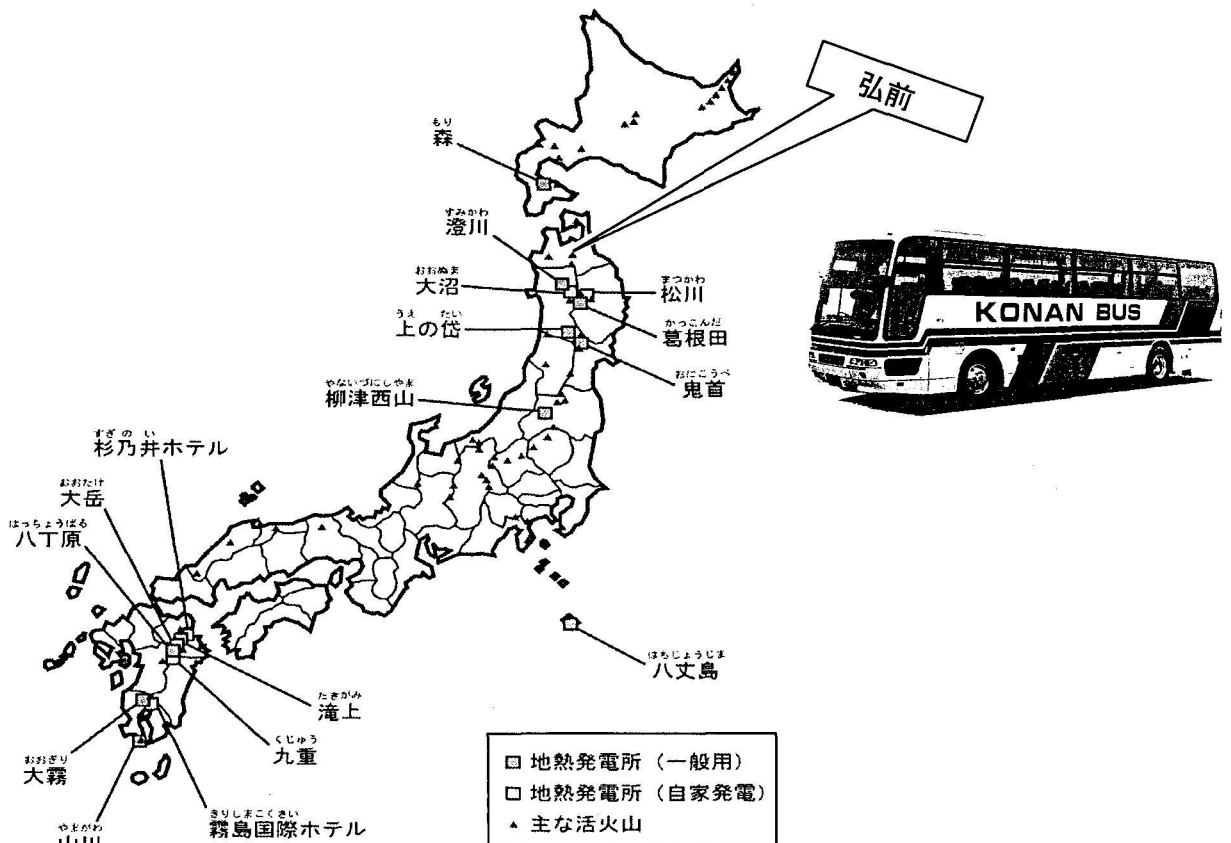 弘前
もり
森
すみかわ
澄川
おおぬま
大沼
まつかわ
松川
KONAN BUS
うえ たい
上の岱
かっこんだ
葛根田
おにこうべ
鬼首
やないづにしやま
柳津西山
すぎのい
杉乃井ホテル
おおたけ
大岳
はっちょうばる
八丁原
はちじょうじま
八丈島
たきがみ
滝上
くじゅう
九重
おおぎり
大霧
きりしまこくさい
霧島国際ホテル
やまがわ
山川
地熱発電所（一般用）
地熱発電所（自家発電）
主な活火山